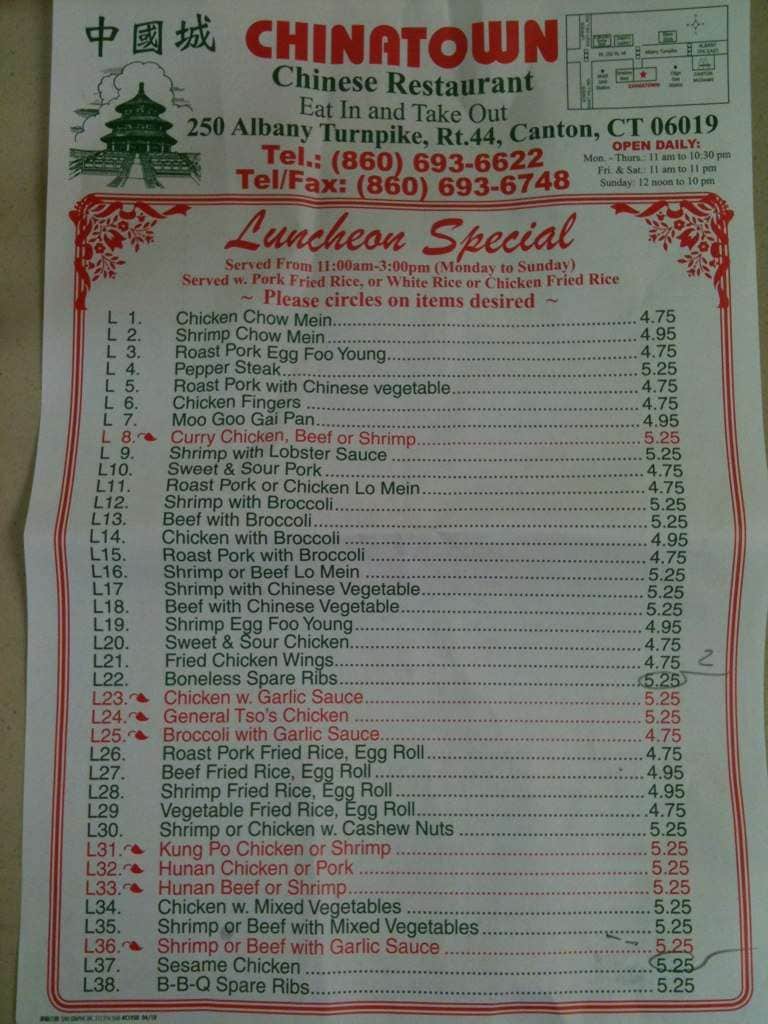 中國城 CHINATOWN
Chinese Restaurant
Eat In and Take Out
250 Albany Turnpike, Rt.44, Canton, CT 06019
Tel.: (860) 693-6622
Tel/Fax: (860) 693-6748
OPEN DAILY:
Mon. - Thurs.: 11 am to 10:30 pm
Fri. & Sat.: 11 am to 11 pm
Sunday: 12 noon to 10 pm
Luncheon Special
Served From 11:00am-3:00pm (Monday to Sunday)
Served w. Pork Fried Rice, or White Rice or Chicken Fried Rice
~ Please circles on items desired ~
L 1. Chicken Chow Mein 4.75
L 2. Shrimp Chow Mein 4.95
L 3. Roast Pork Egg Foo Young 4.75
L 4. Pepper Steak 5.25
L 5. Roast Pork with Chinese vegetable 4.75
L 6. Chicken Fingers 4.75
L 7. Moo Goo Gai Pan 4.95
L 8. Curry Chicken, Beef or Shrimp 5.25
L 9. Shrimp with Lobster Sauce 5.25
L10. Sweet & Sour Pork 4.75
L11. Roast Pork or Chicken Lo Mein 4.75
L12. Shrimp with Broccoli 5.25
L13. Beef with Broccoli 5.25
L14. Chicken with Broccoli 4.95
L15. Roast Pork with Broccoli 4.75
L16. Shrimp or Beef Lo Mein 5.25
L17 Shrimp with Chinese Vegetable 5.25
L18. Beef with Chinese Vegetable 5.25
L19. Shrimp Egg Foo Young 4.95
L20. Sweet & Sour Chicken 4.75
L21. Fried Chicken Wings 4.75 2
L22. Boneless Spare Ribs 5.25
L23. Chicken w. Garlic Sauce 5.25
L24. General Tso's Chicken 5.25
L25. Broccoli with Garlic Sauce 4.75
L26. Roast Pork Fried Rice, Egg Roll 4.75
L27. Beef Fried Rice, Egg Roll 4.95
L28. Shrimp Fried Rice, Egg Roll 4.95
L29 Vegetable Fried Rice, Egg Roll 4.75
L30. Shrimp or Chicken w. Cashew Nuts 5.25
L31. Kung Po Chicken or Shrimp 5.25
L32. Hunan Chicken or Pork 5.25
L33. Hunan Beef or Shrimp 5.25
L34. Chicken w. Mixed Vegetables 5.25
L35. Shrimp or Beef with Mixed Vegetables 5.25
L36. Shrimp or Beef with Garlic Sauce 5.25
L37. Sesame Chicken 5.25
L38. B-B-Q Spare Ribs 5.25